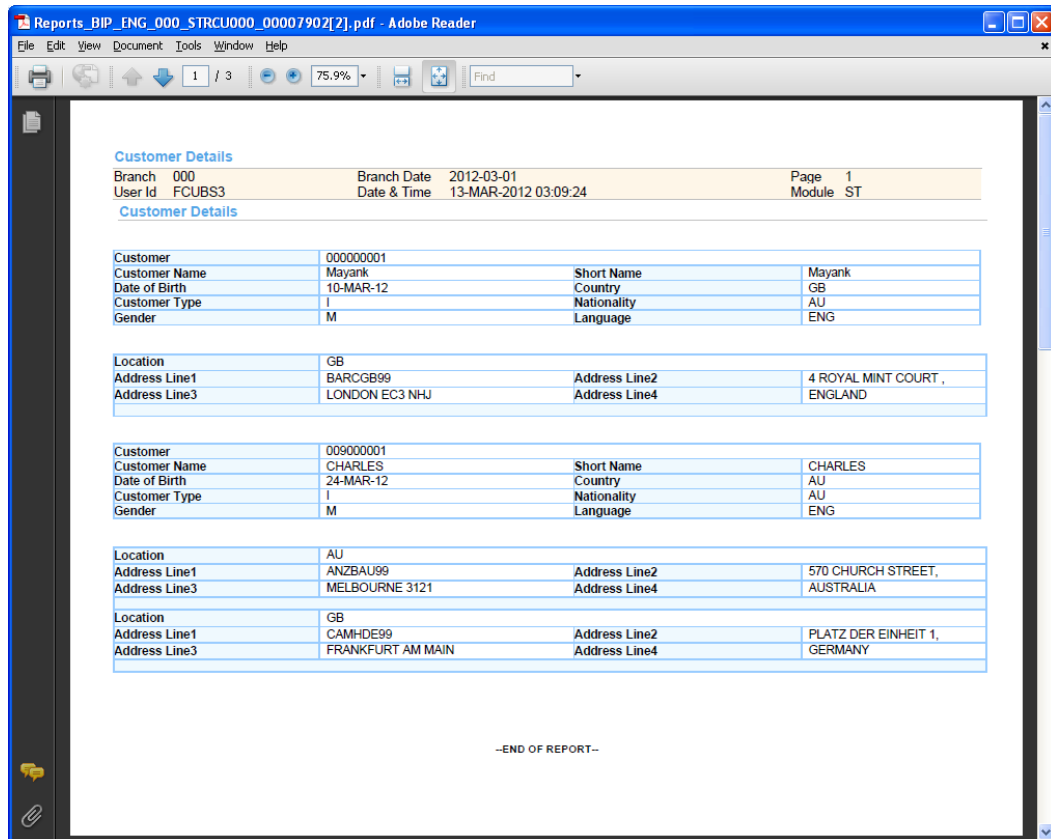 Reports_BIP_ENG_000_STRCU000_00007902[2].pdf - Adobe Reader
File Edit View Document Tools Window Help
1 / 3 75.9% Find
Customer Details
Branch 000 Branch Date 2012-03-01 Page 1
User Id FCUBS3 Date & Time 13-MAR-2012 03:09:24 Module ST
Customer Details
Customer 000000001
Customer Name Mayank Short Name Mayank
Date of Birth 10-MAR-12 Country GB
Customer Type I Nationality AU
Gender M Language ENG
Location GB
Address Line1 BARCGB99 Address Line2 4 ROYAL MINT COURT ,
Address Line3 LONDON EC3 NHJ Address Line4 ENGLAND
Customer 009000001
Customer Name CHARLES Short Name CHARLES
Date of Birth 24-MAR-12 Country AU
Customer Type I Nationality AU
Gender M Language ENG
Location AU
Address Line1 ANZBAU99 Address Line2 570 CHURCH STREET,
Address Line3 MELBOURNE 3121 Address Line4 AUSTRALIA
Location GB
Address Line1 CAMHDE99 Address Line2 PLATZ DER EINHEIT 1,
Address Line3 FRANKFURT AM MAIN Address Line4 GERMANY
--END OF REPORT--